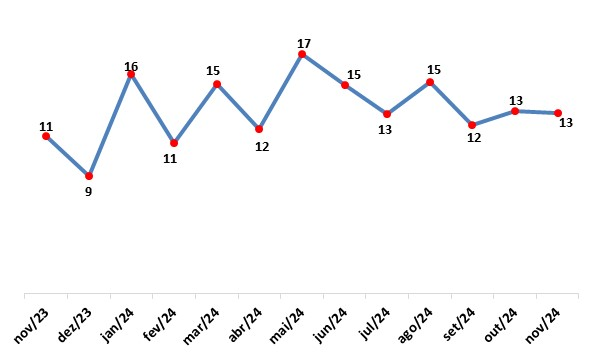 17
16
15
15
15
13
11
13
13
12
12
11
9
nov/23
dez/23
jan/24
fev/24
mar/24
abr/24
mai/24
jun/24
jul/24
ago/24
set/24
out/24
nov/24